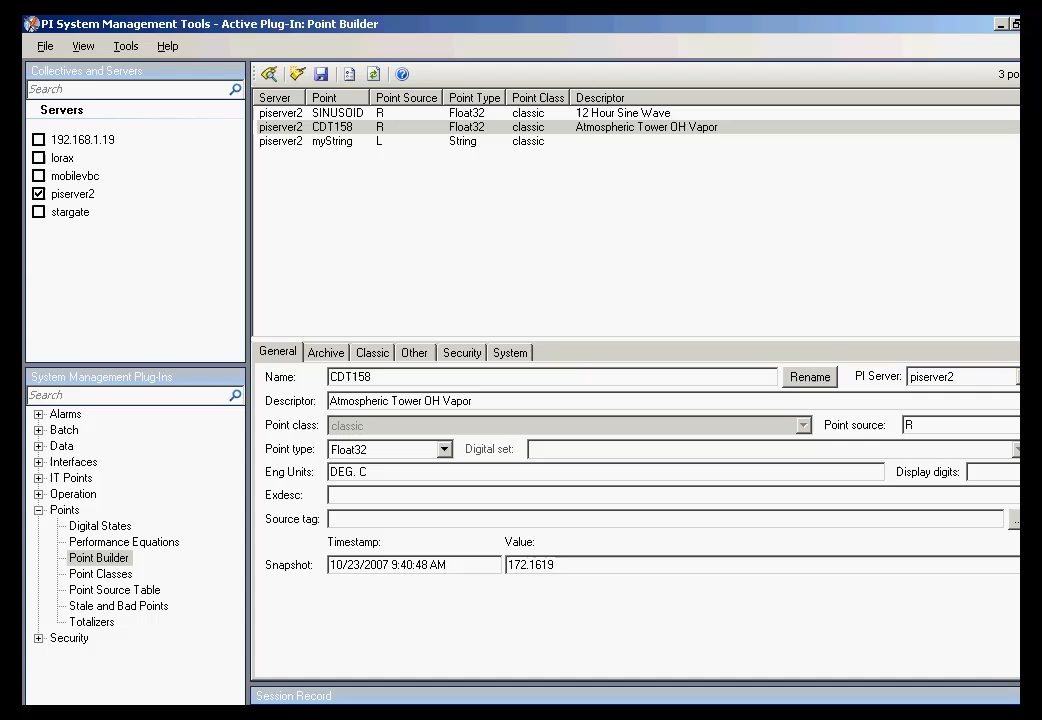 PI System Management Tools - Active Plug-In: Point Builder
File View Tools Help
Collectives and Servers
Search
Servers
192.168.1.19
lorax
mobilevbc
piserver2
stargate
System Management Plug-Ins
Search
Alarms
Batch
Data
Interfaces
IT Points
Operation
Points
Digital States
Performance Equations
Point Builder
Point Classes
Point Source Table
Stale and Bad Points
Totalizers
Security
3 po
Server Point Point Source Point Type Point Class Descriptor
piserver2 SINUSOID R Float32 classic 12 Hour Sine Wave
piserver2 CDT158 R Float32 classic Atmospheric Tower OH Vapor
piserver2 myString L String classic
General Archive Classic Other Security System
Name: CDT158 Rename PI Server: piserver2
Descriptor: Atmospheric Tower OH Vapor
Point class: classic Point source: R
Point type: Float32 Digital set:
Eng Units: DEG. C Display digits:
Exdesc:
Source tag: ...
Timestamp: Value:
Snapshot: 10/23/2007 9:40:48 AM 172.1619
Session Record